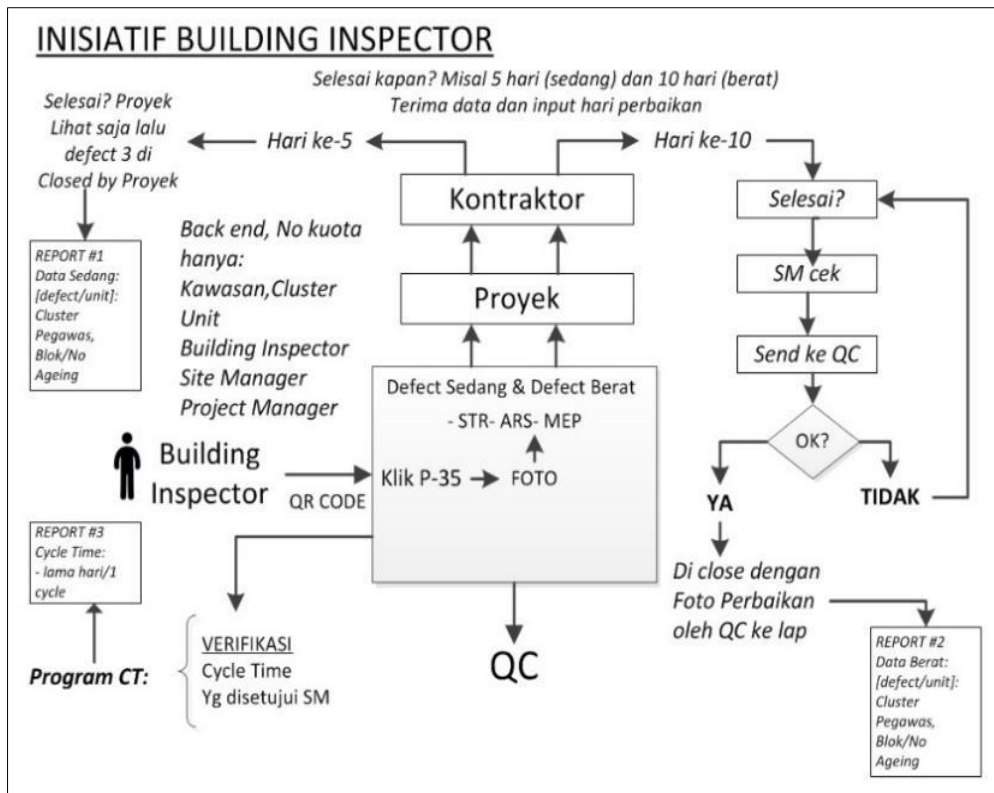 INISIATIF BUILDING INSPECTOR
Selesai kapan? Misal 5 hari (sedang) dan 10 hari (berat)
Terima data dan input hari perbaikan
Selesai? Proyek
Lihat saja lalu
defect 3 di
Closed by Proyek
Hari ke-5
Hari ke-10
Kontraktor
Selesai?
REPORT #1
Data Sedang:
[defect/unit]:
Cluster
Pegawas,
Blok/No
Ageing
Back end, No kuota
hanya:
Kawasan,Cluster
Unit
Building Inspector
Site Manager
Project Manager
Proyek
SM cek
Send ke QC
Defect Sedang & Defect Berat
- STR- ARS- MEP
Klik P-35
FOTO
OK?
YA
TIDAK
Building
Inspector
QR CODE
REPORT #3
Cycle Time:
- lama hari/1
cycle
Program CT:
VERIFIKASI
Cycle Time
Yg disetujui SM
QC
Di close dengan
Foto Perbaikan
oleh QC ke lap
REPORT #2
Data Berat:
[defect/unit]:
Cluster
Pegawas,
Blok/No
Ageing